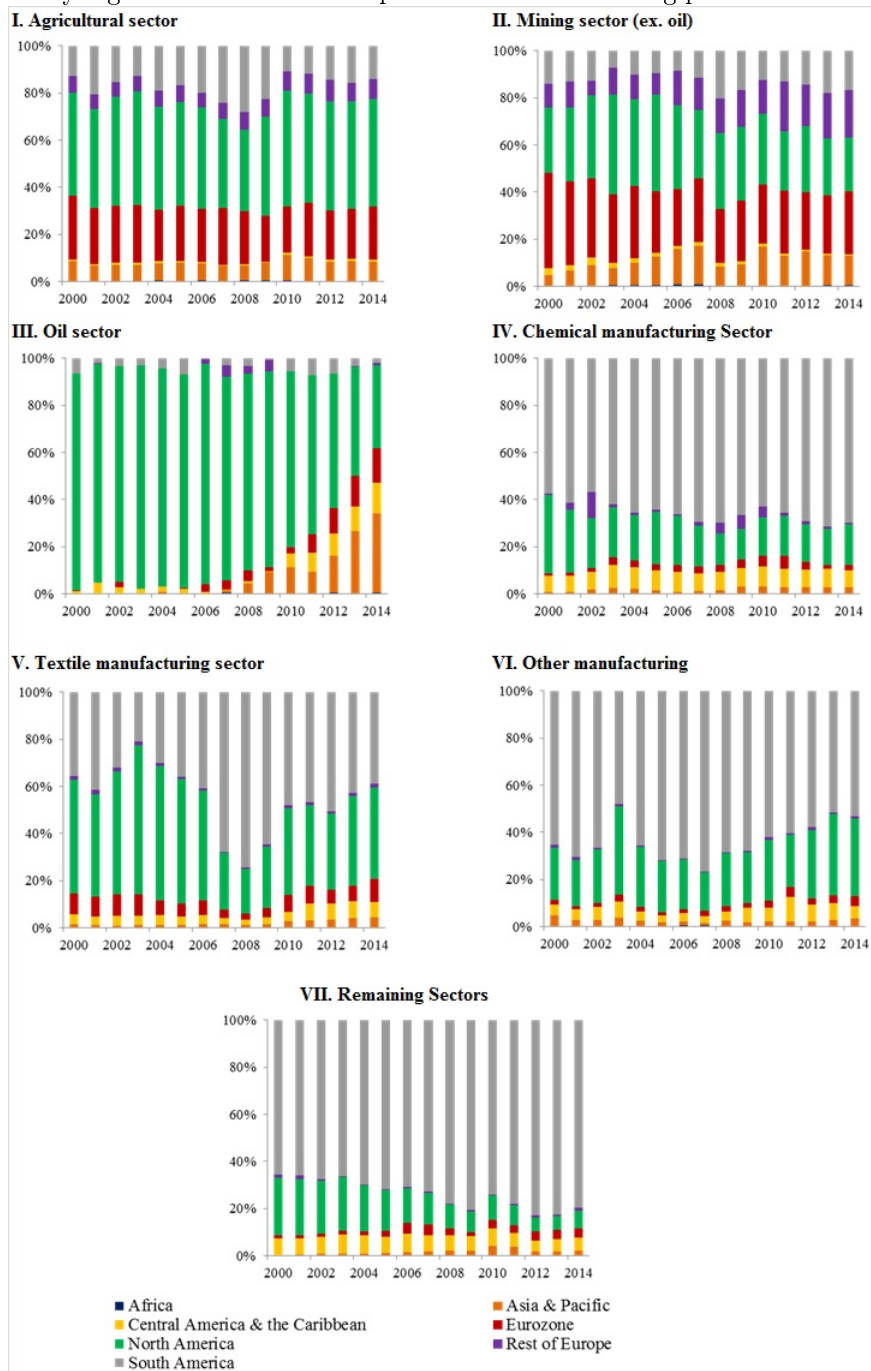 I. Agricultural sector
II. Mining sector (ex. oil)
100%
80%
60%
40%
20%
0%
2000 2002 2004 2006 2008 2010 2012 2014
100%
80%
60%
40%
20%
0%
2000 2002 2004 2006 2008 2010 2012 2014
III. Oil sector
IV. Chemical manufacturing Sector
100%
80%
60%
40%
20%
0%
2000 2002 2004 2006 2008 2010 2012 2014
100%
80%
60%
40%
20%
0%
2000 2002 2004 2006 2008 2010 2012 2014
V. Textile manufacturing sector
VI. Other manufacturing
100%
80%
60%
40%
20%
0%
2000 2002 2004 2006 2008 2010 2012 2014
100%
80%
60%
40%
20%
0%
2000 2002 2004 2006 2008 2010 2012 2014
VII. Remaining Sectors
100%
80%
60%
40%
20%
0%
2000 2002 2004 2006 2008 2010 2012 2014
Africa
Asia & Pacific
Central America & the Caribbean
Eurozone
North America
Rest of Europe
South America